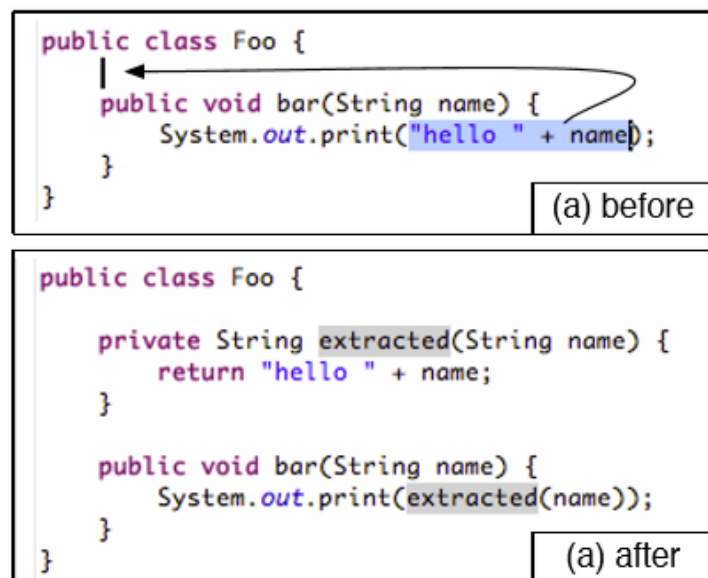 public class Foo {
public void bar(String name) {
System.out.print("hello " + name);
}
}
(a) before
public class Foo {
private String extracted(String name) {
return "hello " + name;
}
public void bar(String name) {
System.out.print(extracted(name));
}
}
(a) after